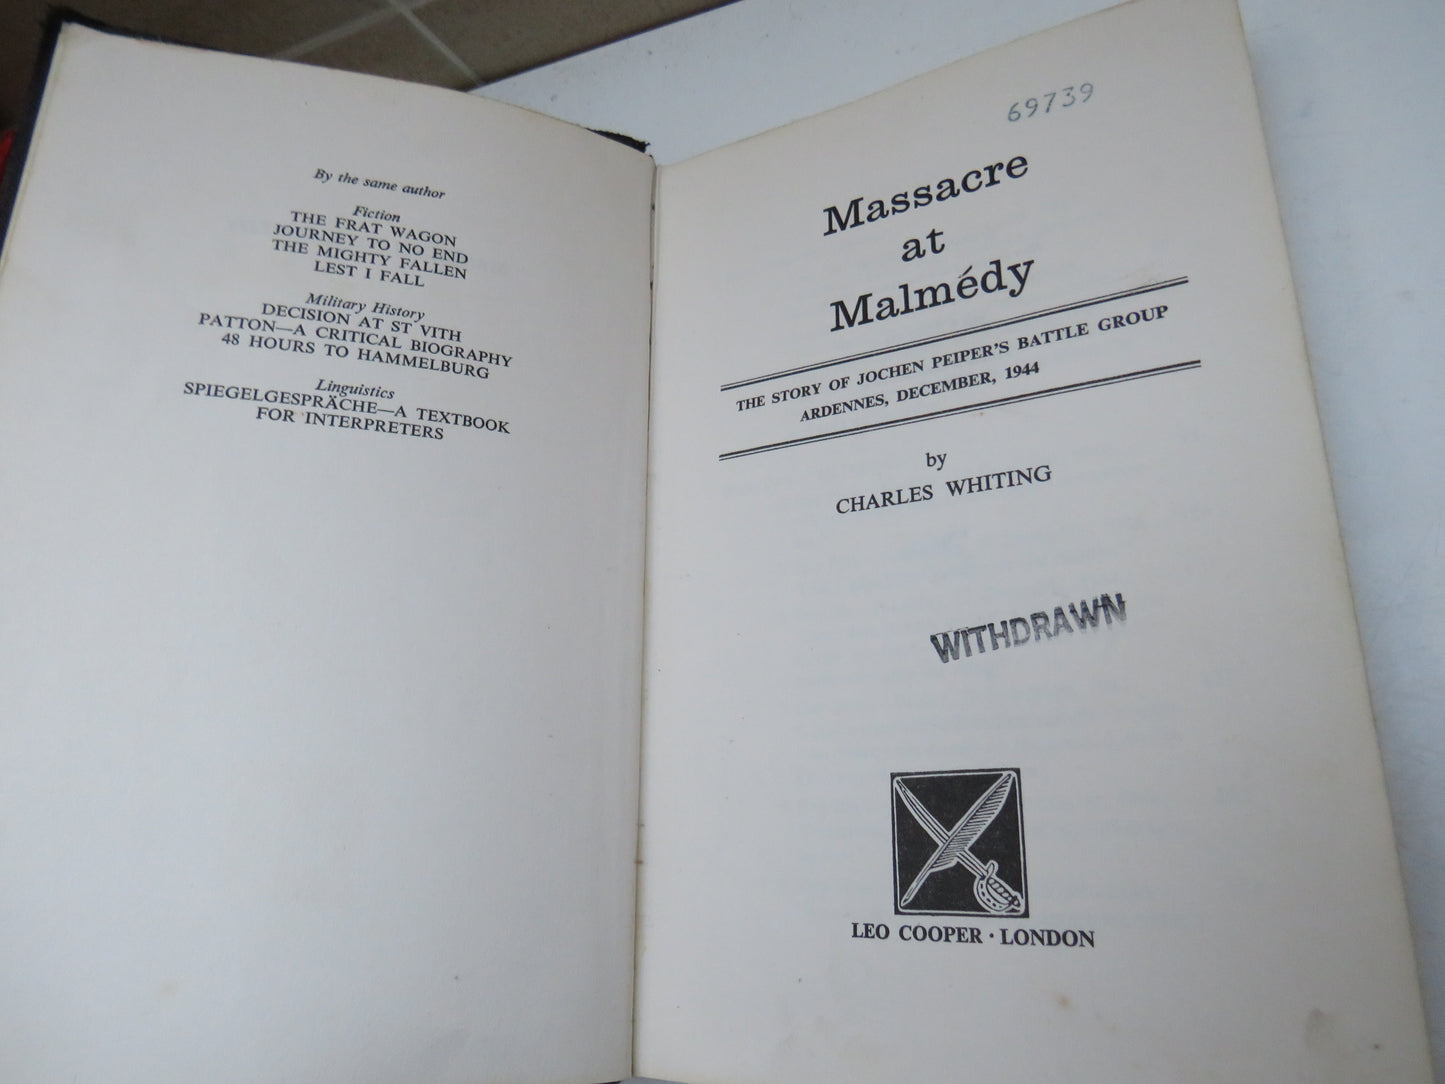 By the same author
Fiction
THE FRAT WAGON
JOURNEY TO NO END
THE MIGHTY FALLEN
LEST I FALL
Military History
DECISION AT ST VITH
PATTON—A CRITICAL BIOGRAPHY
48 HOURS TO HAMMELBURG
Linguistics
SPIEGELGESPRÄCHE—A TEXTBOOK
FOR INTERPRETERS
69739
Massacre
at
Malmédy
THE STORY OF JOCHEN PEIPER'S BATTLE GROUP
ARDENNES, DECEMBER, 1944
by
CHARLES WHITING
WITHDRAWN
LEO COOPER · LONDON